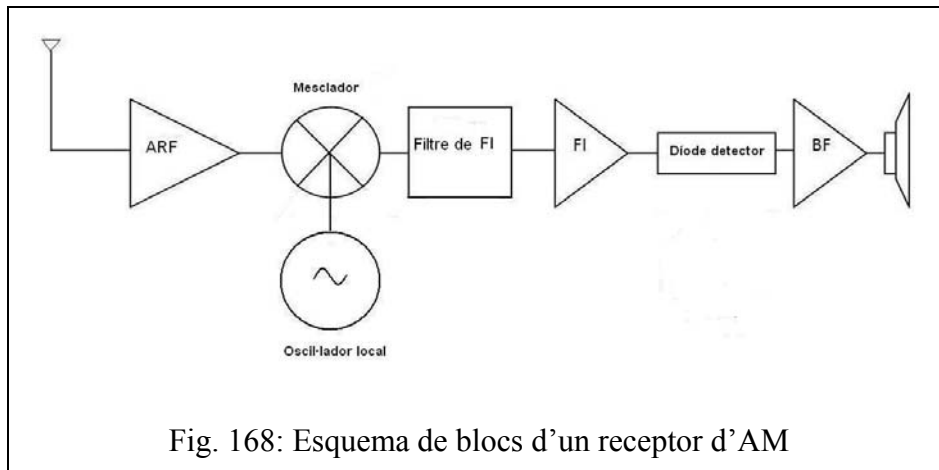 Mesclador
ARF
Filtre de FI
FI
Díode detector
BF
Oscil·lador local
Fig. 168: Esquema de blocs d’un receptor d’AM